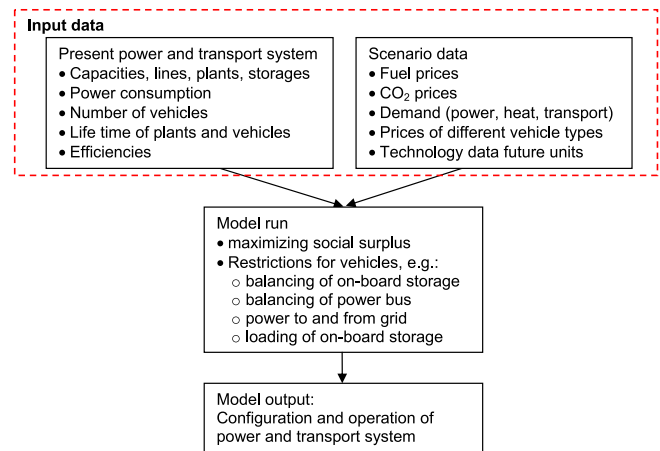 Input data
Present power and transport system
• Capacities, lines, plants, storages
• Power consumption
• Number of vehicles
• Life time of plants and vehicles
• Efficiencies
Scenario data
• Fuel prices
• CO₂ prices
• Demand (power, heat, transport)
• Prices of different vehicle types
• Technology data future units
Model run
• maximizing social surplus
• Restrictions for vehicles, e.g.:
○ balancing of on-board storage
○ balancing of power bus
○ power to and from grid
○ loading of on-board storage
Model output:
Configuration and operation of
power and transport system